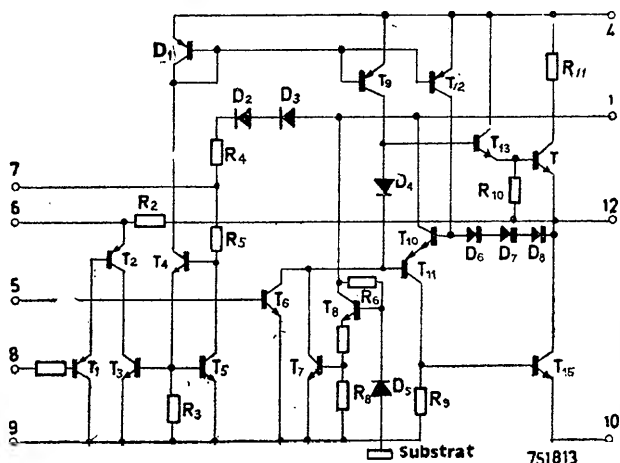 4
D1
T9
T12
R11
D2
D3
1
T13
T
R4
D4
7
R10
6
R2
12
R5
T10
D6
D7
D8
T2
T4
T11
5
T6
R6
T8
8
T1
T3
T5
T7
T15
R3
R8
D5
R9
9
10
Substrat
7S1813